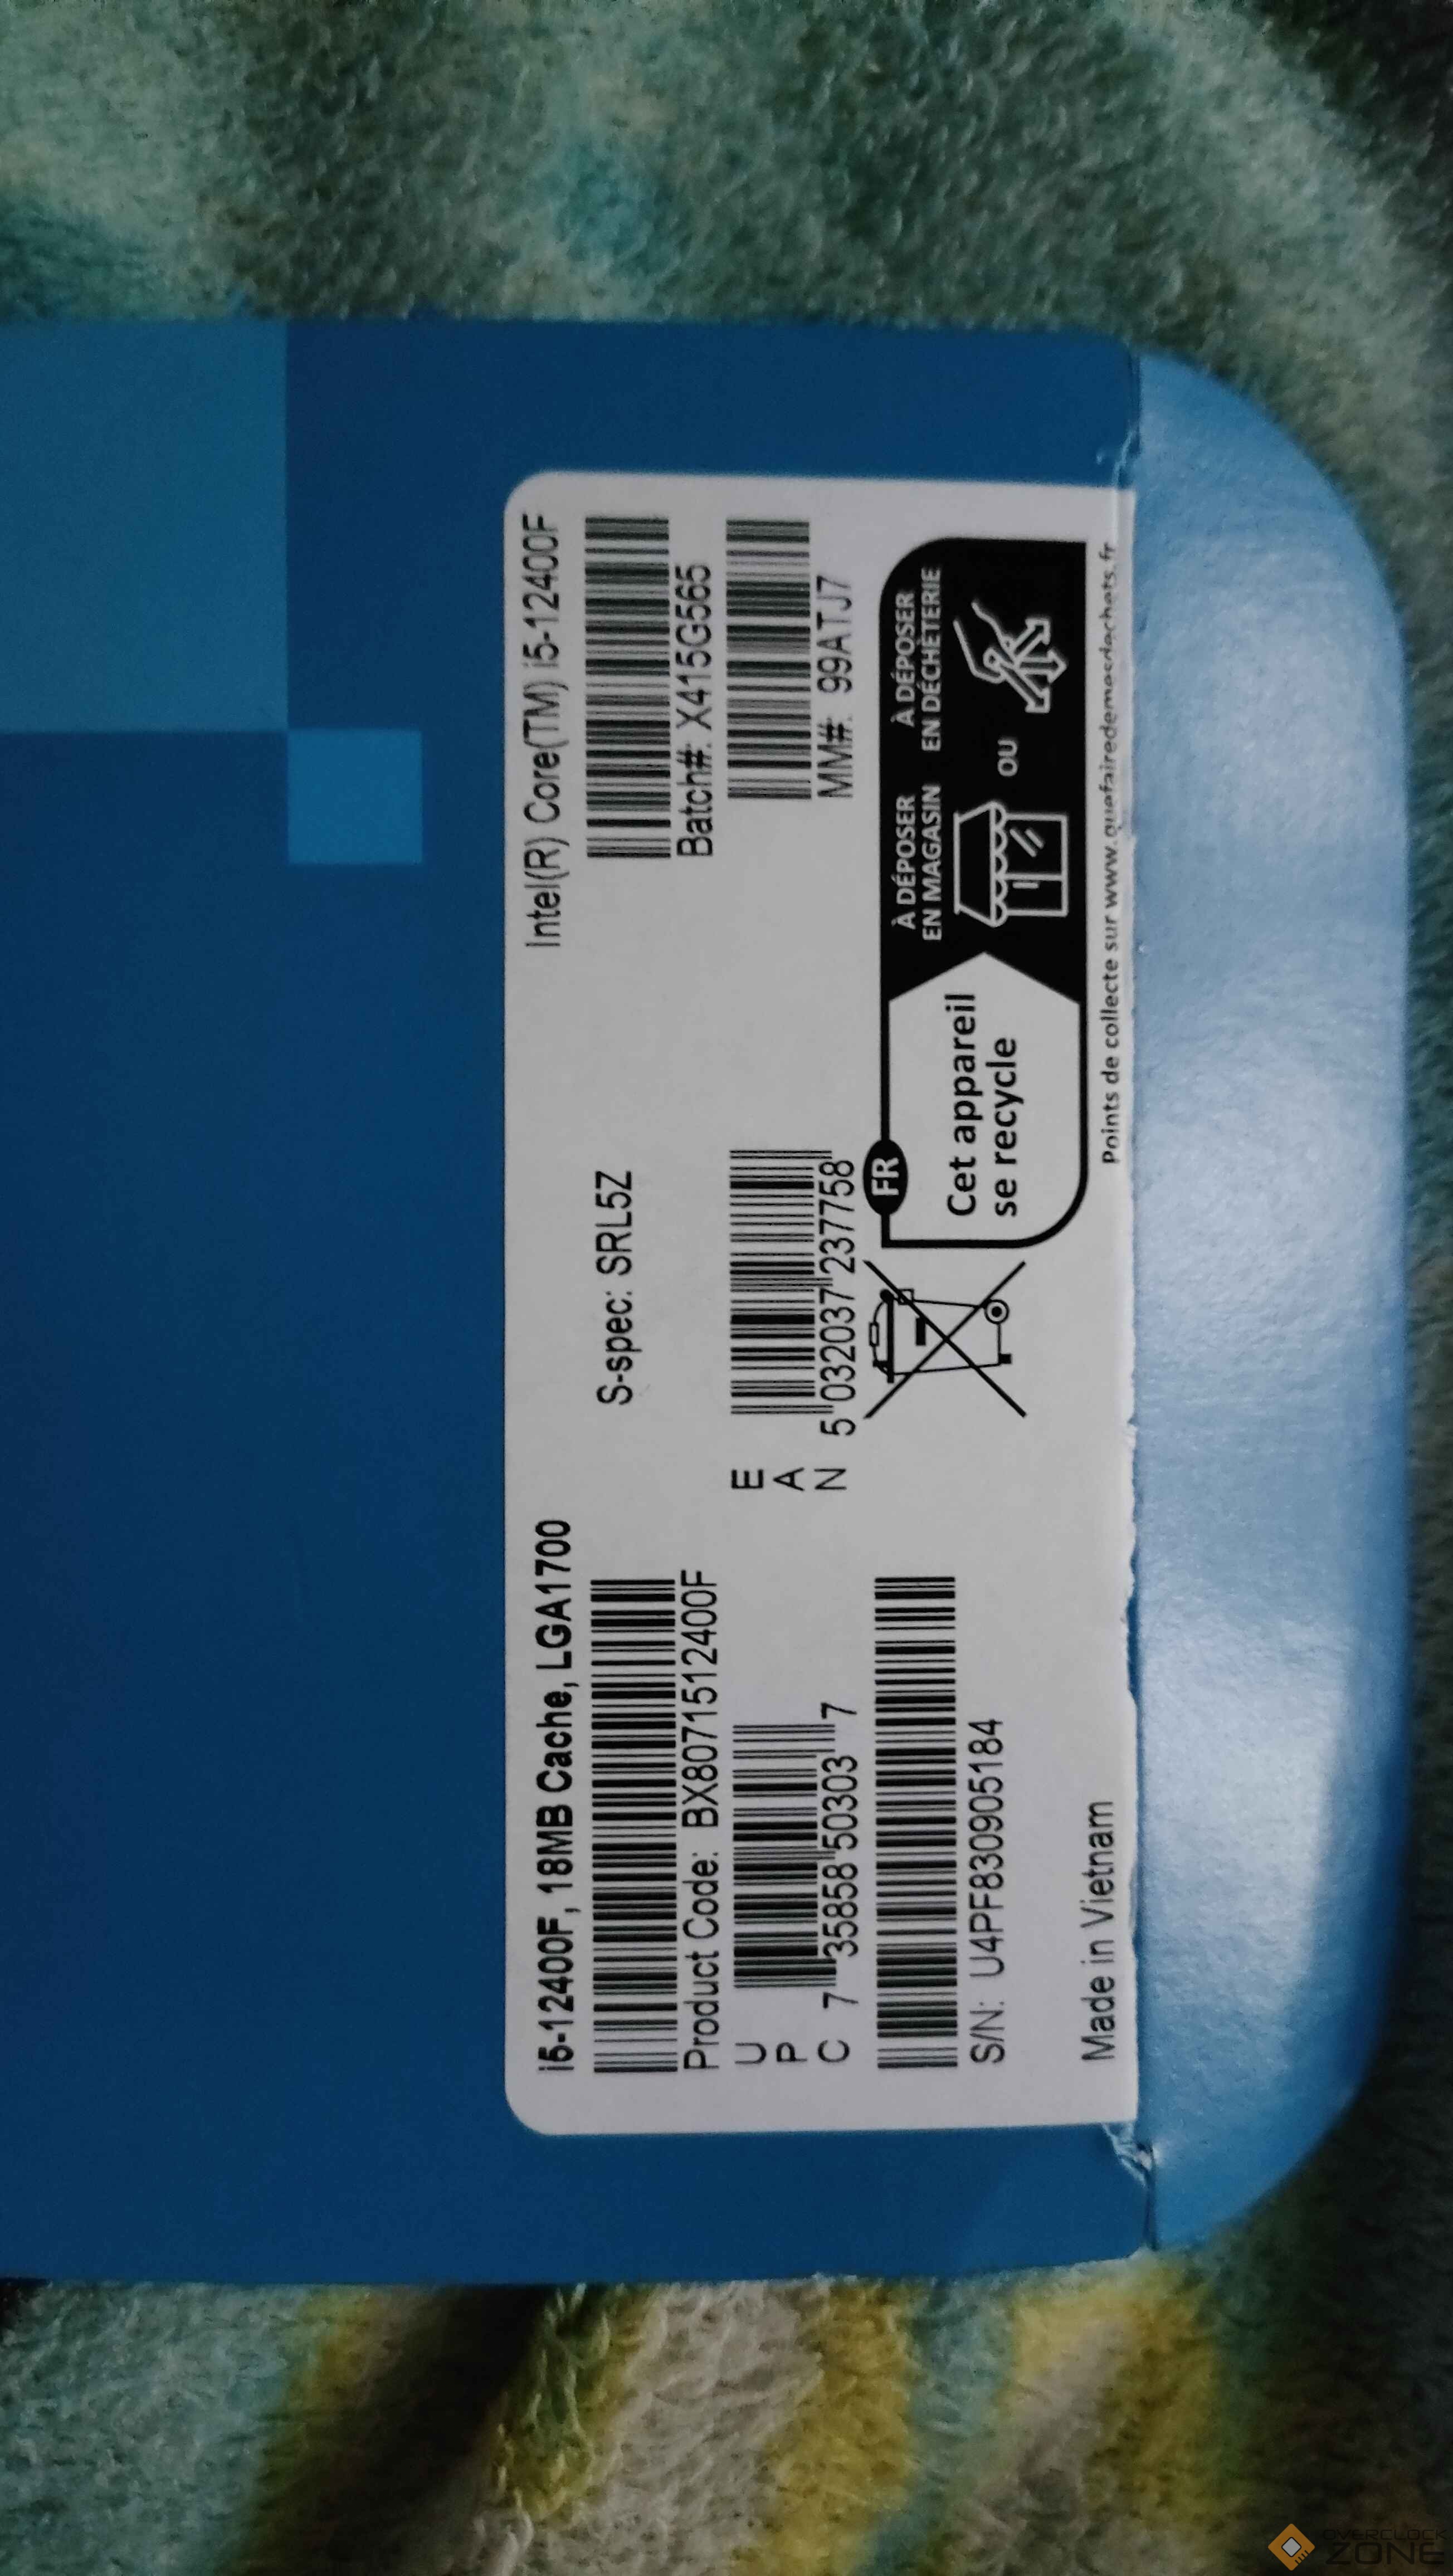 i5-12400F, 18MB Cache, LGA1700
Intel(R) Core(TM) i5-12400F
S-spec: SRL5Z
Product Code: BX8071512400F
Batch#: X415G565
UPC
7 35858 50303 7
EAN
5 032037 237758
MM#: 99ATJ7
S/N: U4PF830905184
FR
Cet appareil
se recycle
À DÉPOSER
EN MAGASIN
OU
À DÉPOSER
EN DÉCHÈTERIE
Points de collecte sur www.quefairedemesdechets.fr
Made in Vietnam
OVERCLOCK
ZONE